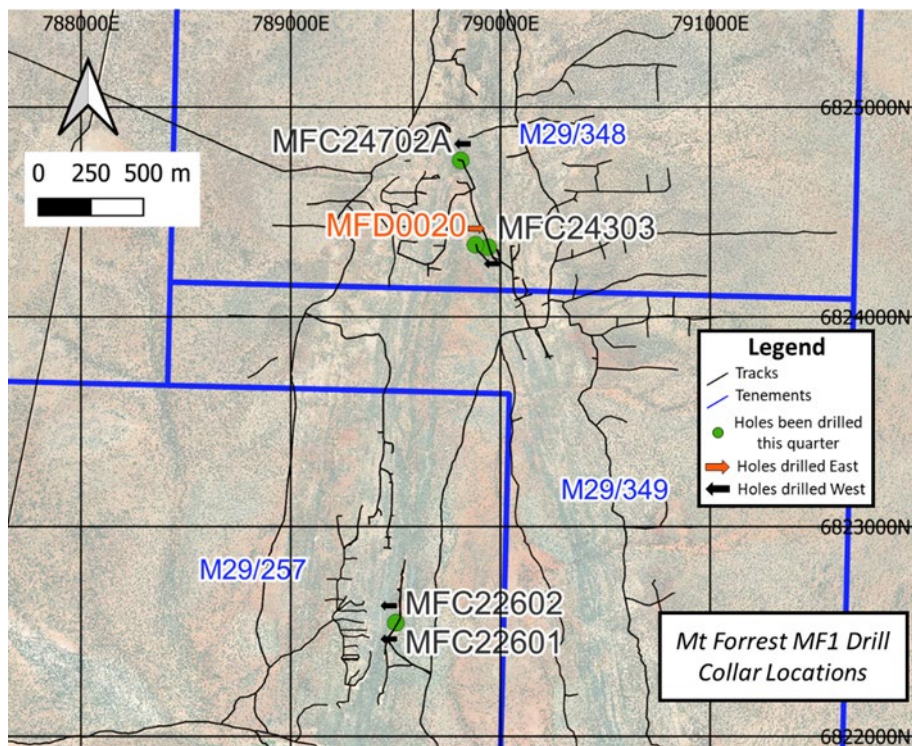 788000E
789000E
790000E
791000E
6825000N
MFC24702A
M29/348
0 250 500 m
MFD0020
MFC24303
6824000N
Legend
Tracks
Tenements
Holes been drilled
this quarter
Holes drilled East
Holes drilled West
M29/349
6823000N
M29/257
MFC22602
MFC22601
Mt Forrest MF1 Drill
Collar Locations
6822000N